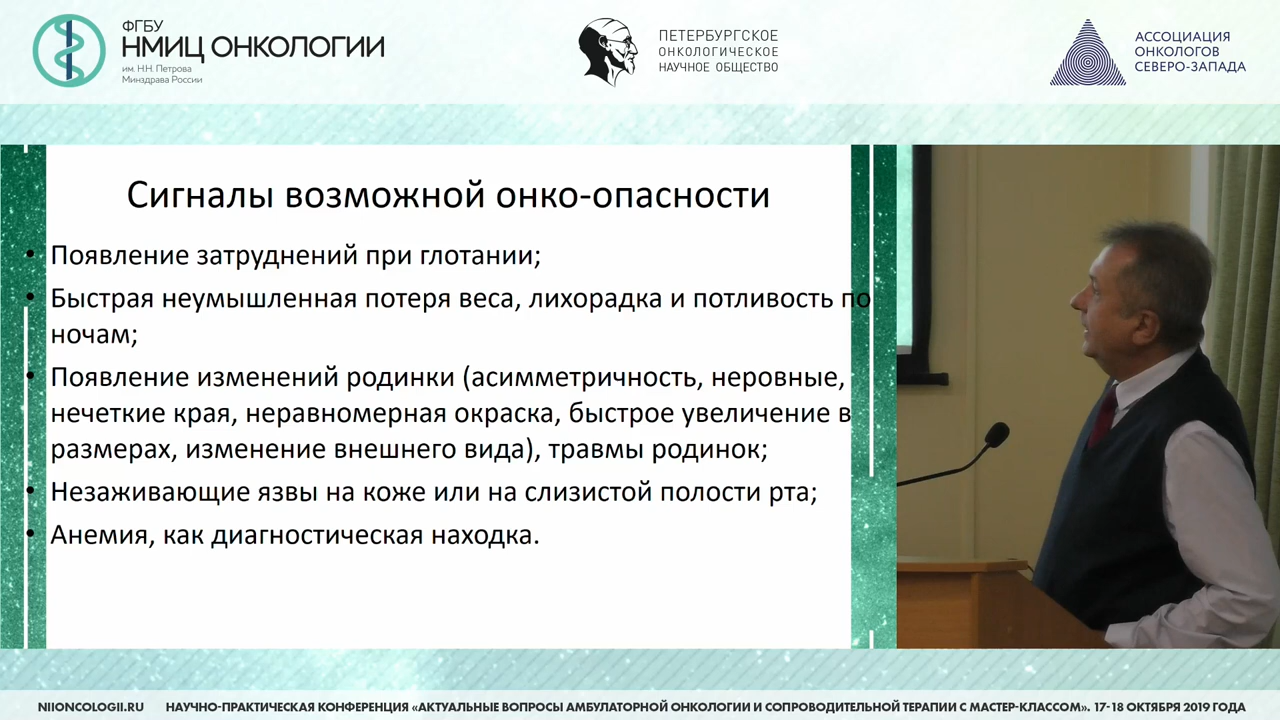 ФГБУ
НМИЦ ОНКОЛОГИИ
им. Н.Н. Петрова
Минздрава России
ПЕТЕРБУРГСКОЕ
ОНКОЛОГИЧЕСКОЕ
НАУЧНОЕ ОБЩЕСТВО
АССОЦИАЦИЯ
ОНКОЛОГОВ
СЕВЕРО-ЗАПАДА
Сигналы возможной онко-опасности
• Появление затруднений при глотании;
• Быстрая неумышленная потеря веса, лихорадка и потливость по
ночам;
• Появление изменений родинки (асимметричность, неровные,
нечеткие края, неравномерная окраска, быстрое увеличение в
размерах, изменение внешнего вида), травмы родинок;
• Незаживающие язвы на коже или на слизистой полости рта;
• Анемия, как диагностическая находка.
NIIONCOLOGII.RU НАУЧНО-ПРАКТИЧЕСКАЯ КОНФЕРЕНЦИЯ «АКТУАЛЬНЫЕ ВОПРОСЫ АМБУЛАТОРНОЙ ОНКОЛОГИИ И СОПРОВОДИТЕЛЬНОЙ ТЕРАПИИ С МАСТЕР-КЛАССОМ». 17-18 ОКТЯБРЯ 2019 ГОДА